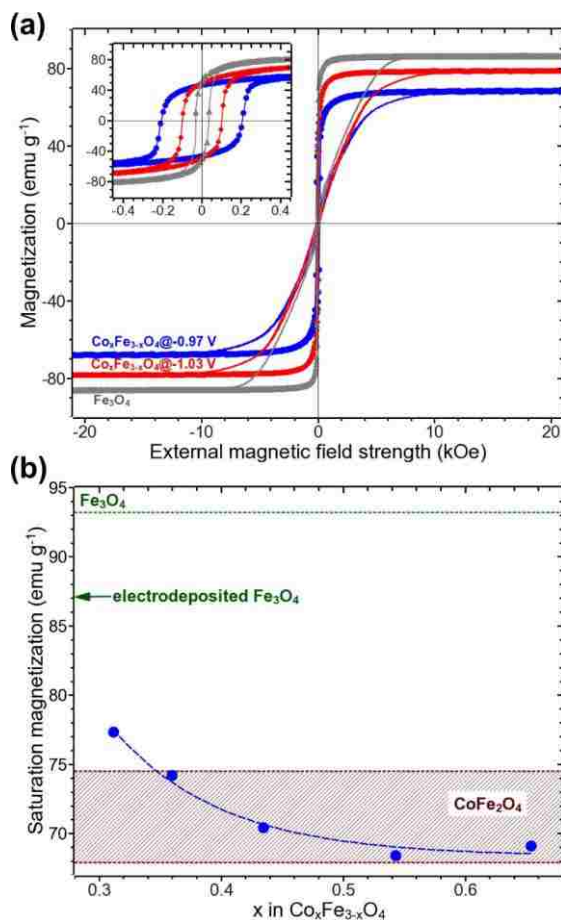 (a)
Magnetization (emu g⁻¹)
80
40
0
-40
-80
80
40
0
-40
-80
-0.4 -0.2 0 0.2 0.4
CoₓFe₃₋ₓO₄@-0.97 V
CoₓFe₃₋ₓO₄@-1.03 V
Fe₃O₄
-20 -10 0 10 20
External magnetic field strength (kOe)
(b)
Saturation magnetization (emu g⁻¹)
95
90
85
80
75
70
Fe₃O₄
electrodeposited Fe₃O₄
CoFe₂O₄
0.3 0.4 0.5 0.6
x in CoₓFe₃₋ₓO₄